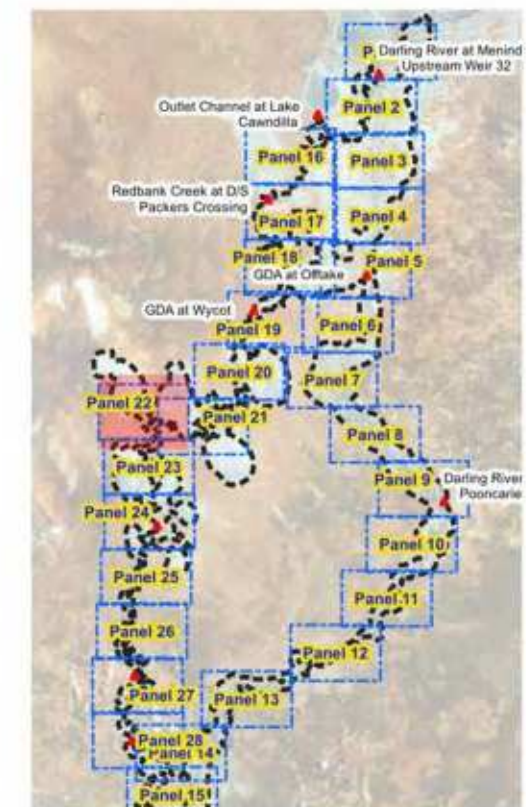 Darling River at Menind
Upstream Weir 32
Panel 2
Outlet Channel at Lake
Cawndilla
Panel 16
Panel 3
Redbank Creek at D/S
Packers Crossing
Panel 17
Panel 4
Panel 18
Panel 5
GDA at Offtake
GDA at Wycot
Panel 19
Panel 6
Panel 20
Panel 7
Panel 22
Panel 21
Panel 8
Panel 23
Panel 9
Darling River
Pooncarie
Panel 24
Panel 10
Panel 25
Panel 11
Panel 26
Panel 12
Panel 27
Panel 13
Panel 28
Panel 14
Panel 15